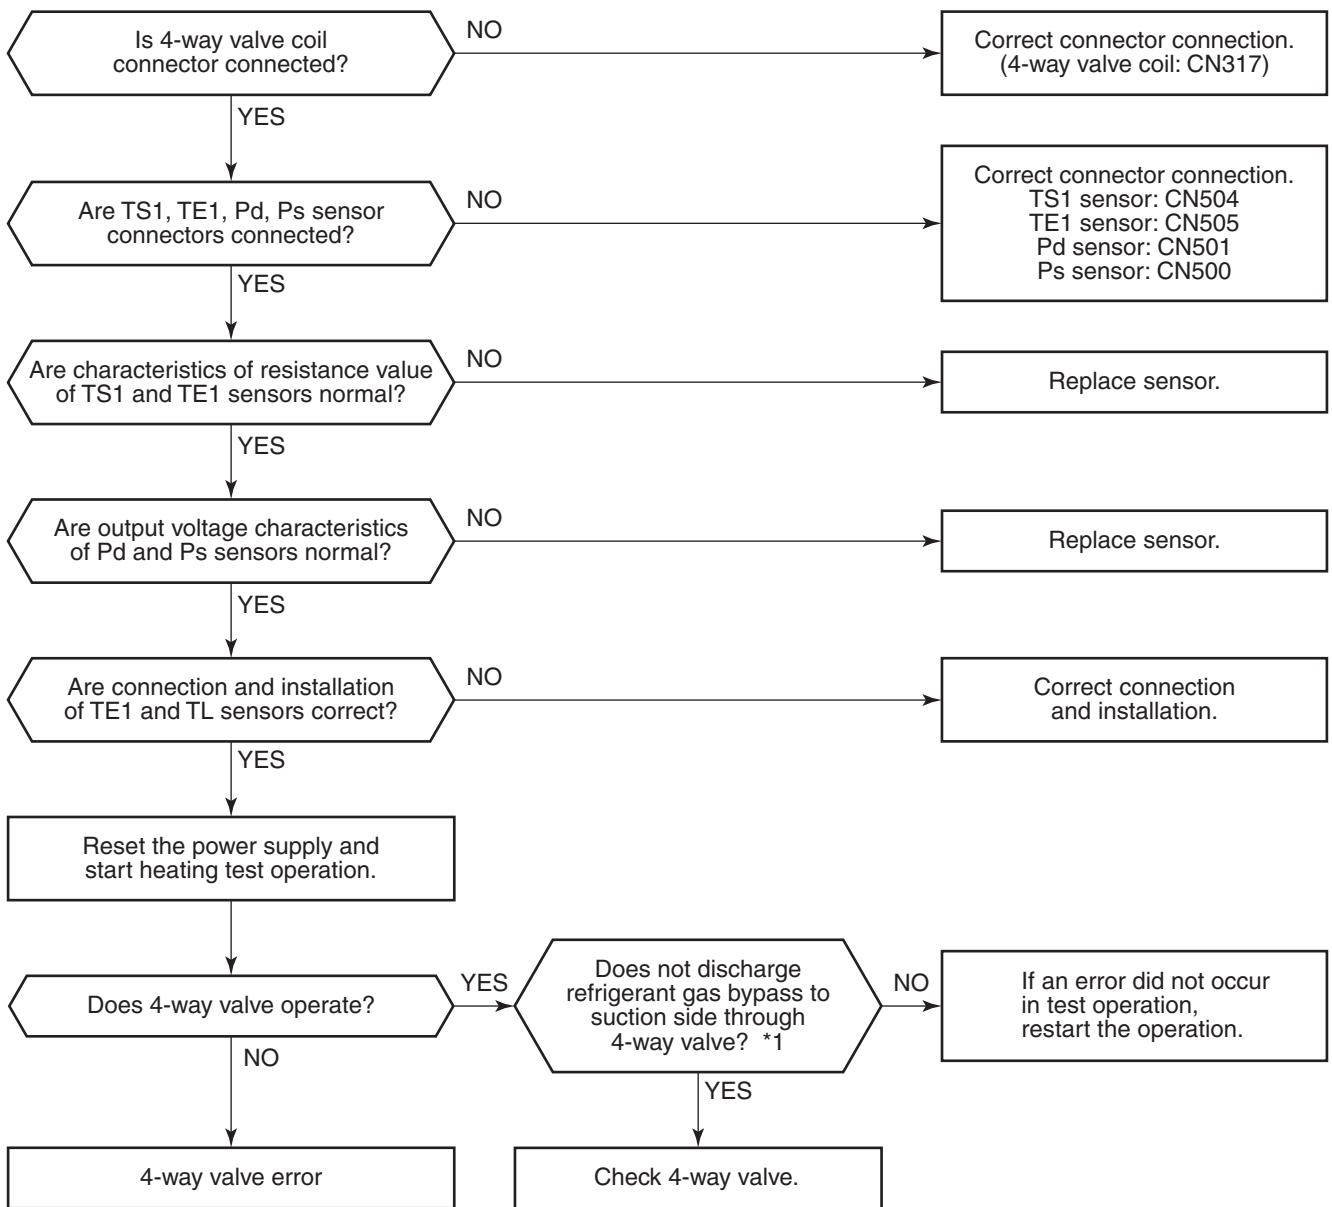 Is 4-way valve coil
connector connected?
NO
Correct connector connection.
(4-way valve coil: CN317)
YES
Are TS1, TE1, Pd, Ps sensor
connectors connected?
NO
Correct connector connection.
TS1 sensor: CN504
TE1 sensor: CN505
Pd sensor: CN501
Ps sensor: CN500
YES
Are characteristics of resistance value
of TS1 and TE1 sensors normal?
NO
Replace sensor.
YES
Are output voltage characteristics
of Pd and Ps sensors normal?
NO
Replace sensor.
YES
Are connection and installation
of TE1 and TL sensors correct?
NO
Correct connection
and installation.
YES
Reset the power supply and
start heating test operation.
Does 4-way valve operate?
YES
Does not discharge
refrigerant gas bypass to
suction side through
4-way valve? *1
NO
If an error did not occur
in test operation,
restart the operation.
NO
YES
4-way valve error
Check 4-way valve.